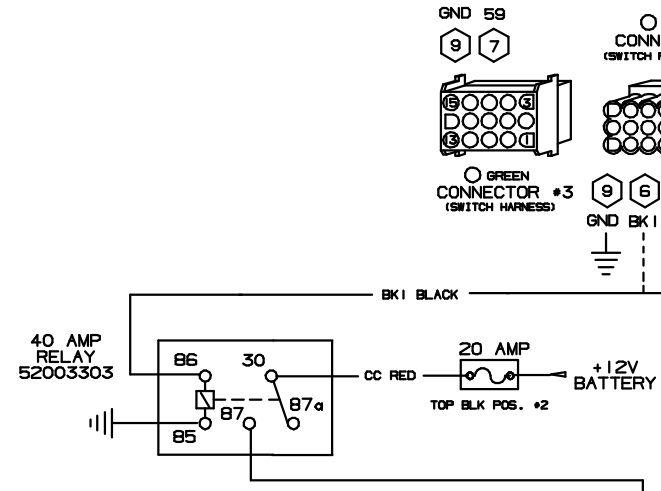 GND 59
9 7
15 3
13 1
GREEN
CONNECTOR #3
(SWITCH HARNESS)
9 6
GND BK1
BK1 BLACK
40 AMP
RELAY
52003303
86 30
87 87a
85
CC RED
20 AMP
TOP BLK POS. #2
+12V
BATTERY